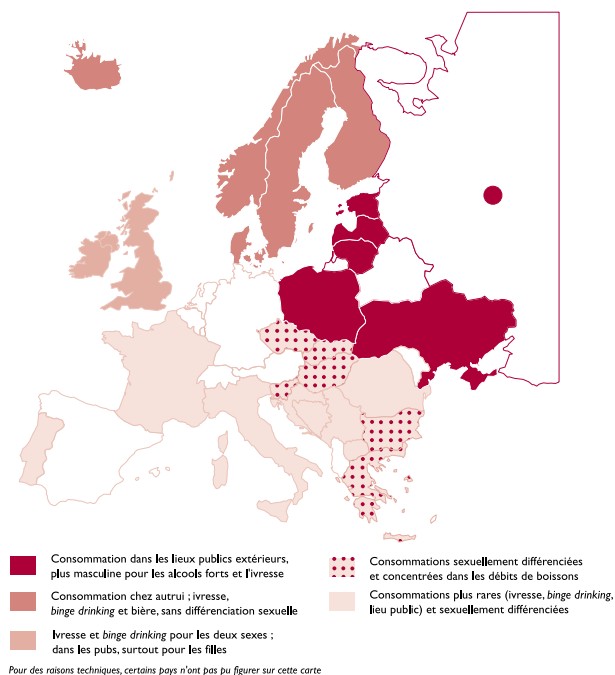 Consommation dans les lieux publics extérieurs,
plus masculine pour les alcools forts et l'ivresse
Consommation chez autrui ; ivresse,
binge drinking et bière, sans différenciation sexuelle
Ivresse et binge drinking pour les deux sexes ;
dans les pubs, surtout pour les filles
Consommations sexuellement différenciées
et concentrées dans les débits de boissons
Consommations plus rares (ivresse, binge drinking,
lieu public) et sexuellement différenciées
Pour des raisons techniques, certains pays n'ont pas pu figurer sur cette carte